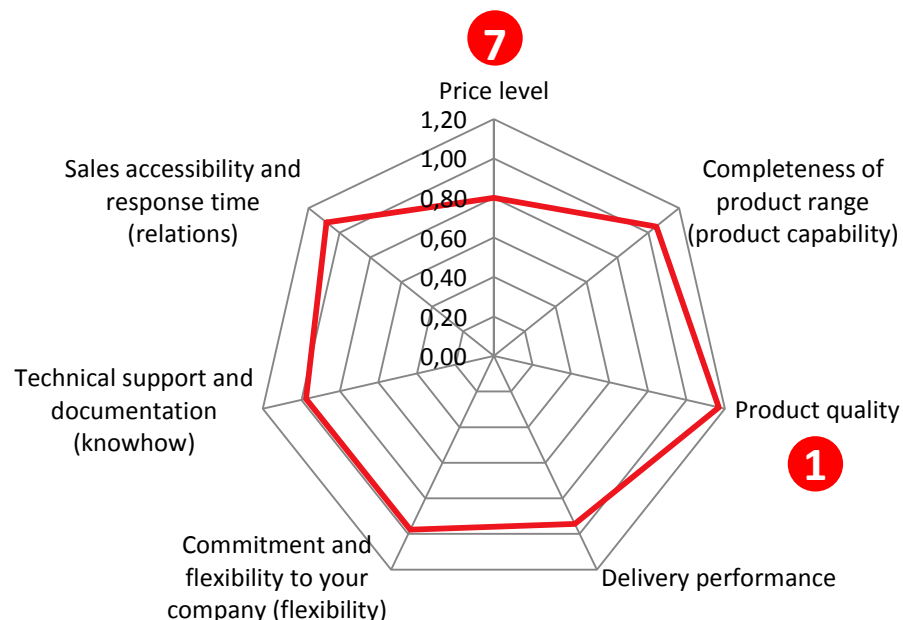 7
Price level
1,20
1,00
0,80
0,60
0,40
0,20
0,00
Completeness of
product range
(product capability)
Product quality
1
Delivery performance
Commitment and
flexibility to your
company (flexibility)
Technical support and
documentation
(knowhow)
Sales accessibility and
response time
(relations)